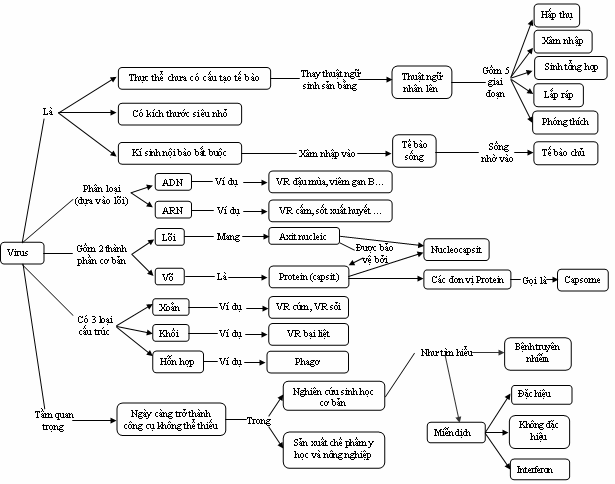 Virus
Là
Thực thể chưa có cấu tạo tế bào
Thay thuật ngữ
sinh sản bằng
Thuật ngữ
nhân lên
Gồm 5
giai
đoạn
Hấp thụ
Xâm nhập
Sinh tổng hợp
Lắp ráp
Phóng thích
Có kích thước siêu nhỏ
Kí sinh nội bào bắt buộc
Xâm nhập vào
Tế bào
sống
Sống
nhờ vào
Tế bào chủ
Phân loại
(dựa vào lõi)
ADN
Ví dụ
VR đậu mùa, viêm gan B…
ARN
Ví dụ
VR cấm, sốt xuất huyết …
Gồm 2 thành
phần cơ bản
Lõi
Mang
Axit nucleic
Được bảo
vệ bởi
Nucleocapsit
Vỏ
Là
Protein (capsit)
Các đơn vị Protein
Gọi là
Capsome
Có 3 loại
cấu trúc
Xoắn
Ví dụ
VR cúm, VR sởi
Khối
Ví dụ
VR bại liệt
Hỗn hợp
Ví dụ
Phagơ
Tầm quan
trọng
Ngày càng trở thành
công cụ không thể thiếu
Trong
Nghiên cứu sinh học
cơ bản
Sản xuất chế phẩm y
học và nông nghiệp
Như tìm hiểu
Bệnh truyền
nhiễm
Miễn dịch
Đặc hiệu
Không đặc
hiệu
Interferon